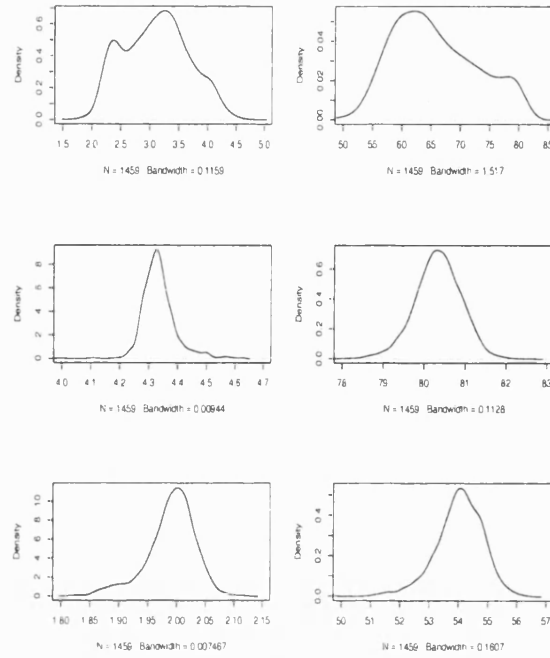 Density
0.0 0.2 0.4 0.6
1.5 2.0 2.5 3.0 3.5 4.0 4.5 5.0
N = 1459 Bandwidth = 0.1159
Density
0.00 0.02 0.04
50 55 60 65 70 75 80 85
N = 1459 Bandwidth = 1.517
Density
0 2 4 6 8
4.0 4.1 4.2 4.3 4.4 4.5 4.6 4.7
N = 1459 Bandwidth = 0.00944
Density
0.0 0.2 0.4 0.6
78 79 80 81 82 83
N = 1459 Bandwidth = 0.1128
Density
0 2 4 6 8 10
1.80 1.85 1.90 1.95 2.00 2.05 2.10 2.15
N = 1459 Bandwidth = 0.007467
Density
0.0 0.2 0.4
50 51 52 53 54 55 56 57
N = 1459 Bandwidth = 0.1607